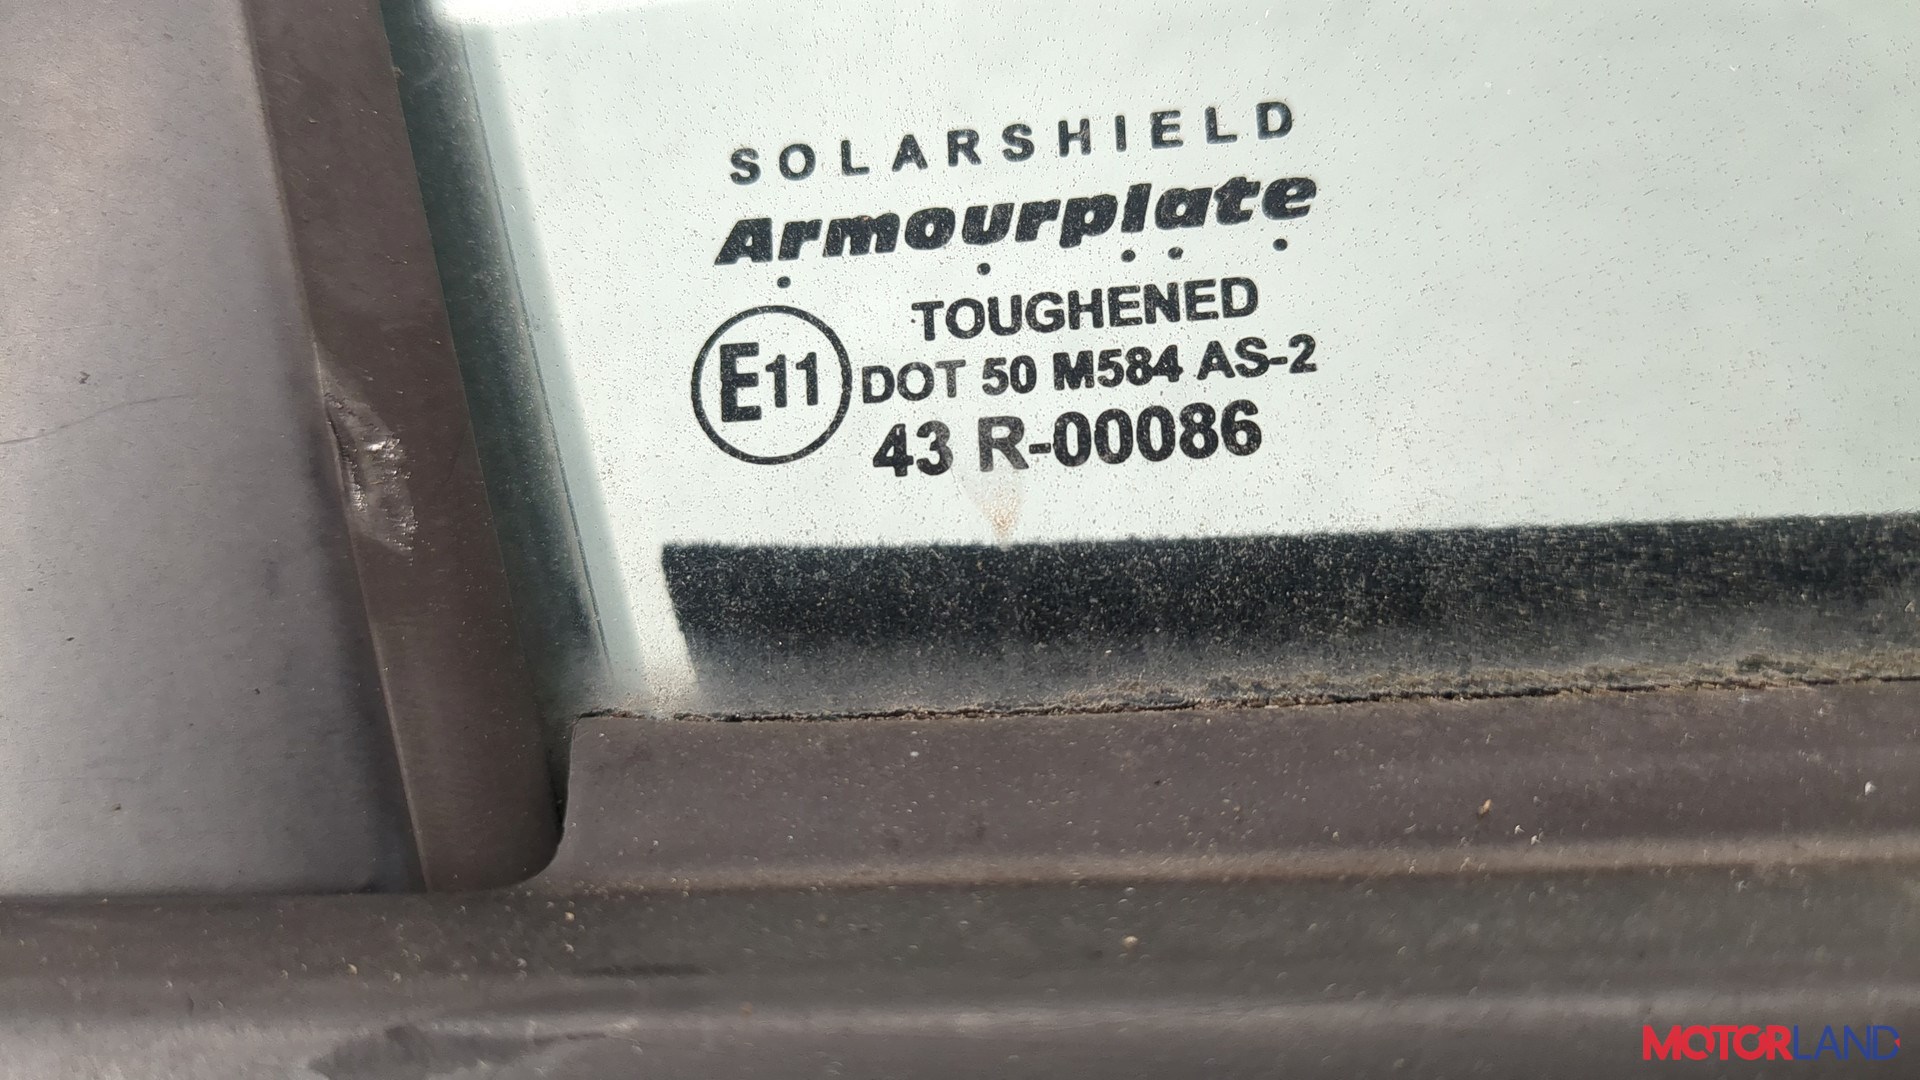 SOLARSHIELD
Armourplate
TOUGHENED
E11 DOT 50 M584 AS-2
43 R-00086
MOTORLAND